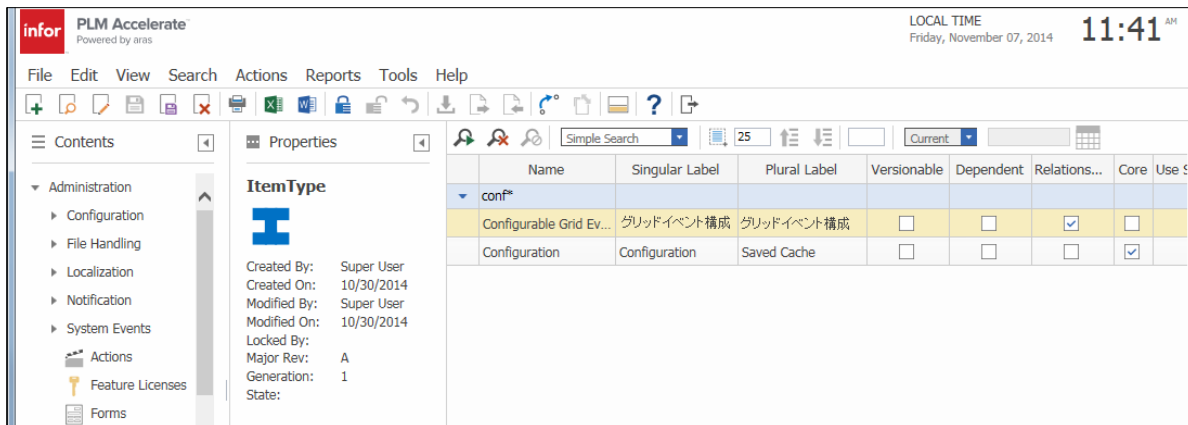 infor PLM Accelerate™
Powered by aras
LOCAL TIME
Friday, November 07, 2014
11:41 AM
File Edit View Search Actions Reports Tools Help
Contents
Properties
Simple Search
25
Current
Administration
Configuration
File Handling
Localization
Notification
System Events
Actions
Feature Licenses
Forms
ItemType
Created By: Super User
Created On: 10/30/2014
Modified By: Super User
Modified On: 10/30/2014
Locked By:
Major Rev: A
Generation: 1
State:
Name Singular Label Plural Label Versionable Dependent Relations... Core Use S
conf*
Configurable Grid Ev... グリッドイベント構成 グリッドイベント構成
Configuration Configuration Saved Cache